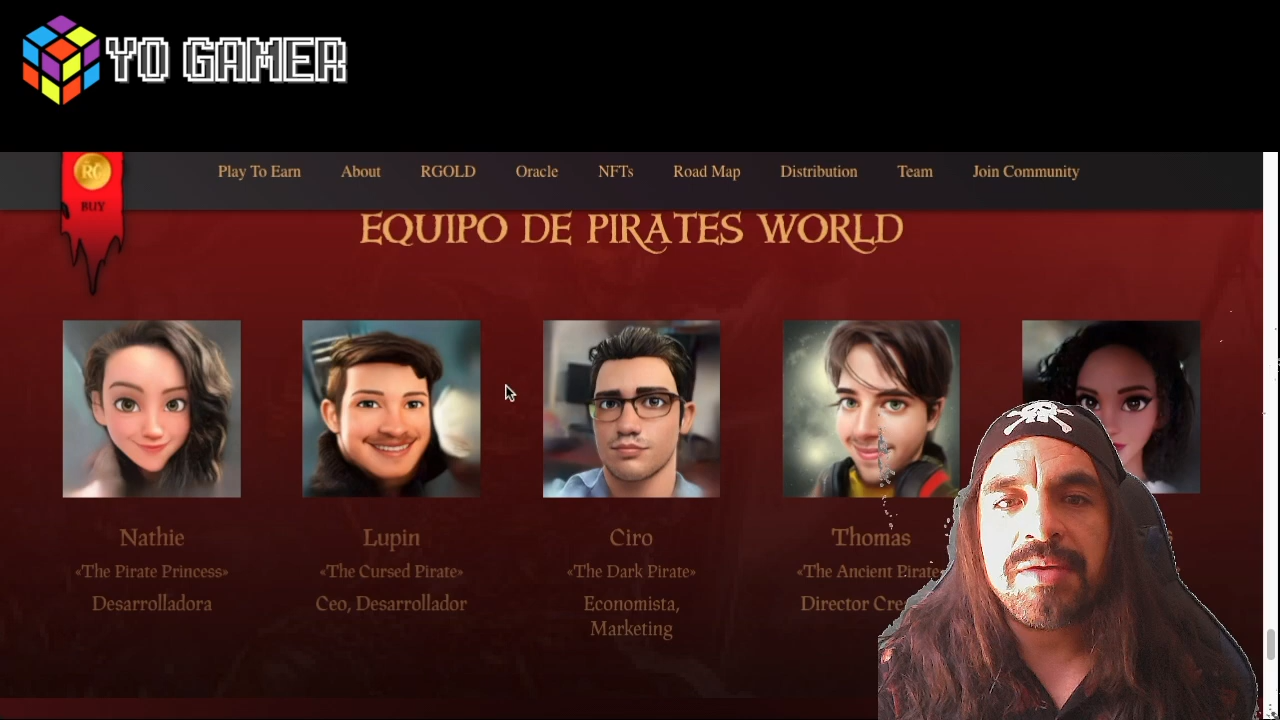 YO GAMER
RG
BUY
Play To Earn About RGOLD Oracle NFTs Road Map Distribution Team Join Community
EQUIPO DE PIRATES WORLD
Nathie Lupin Ciro Thomas
«The Pirate Princess» «The Cursed Pirate» «The Dark Pirate» «The Ancient Pirate
Desarrolladora Ceo, Desarrollador Economista, Director
Marketing